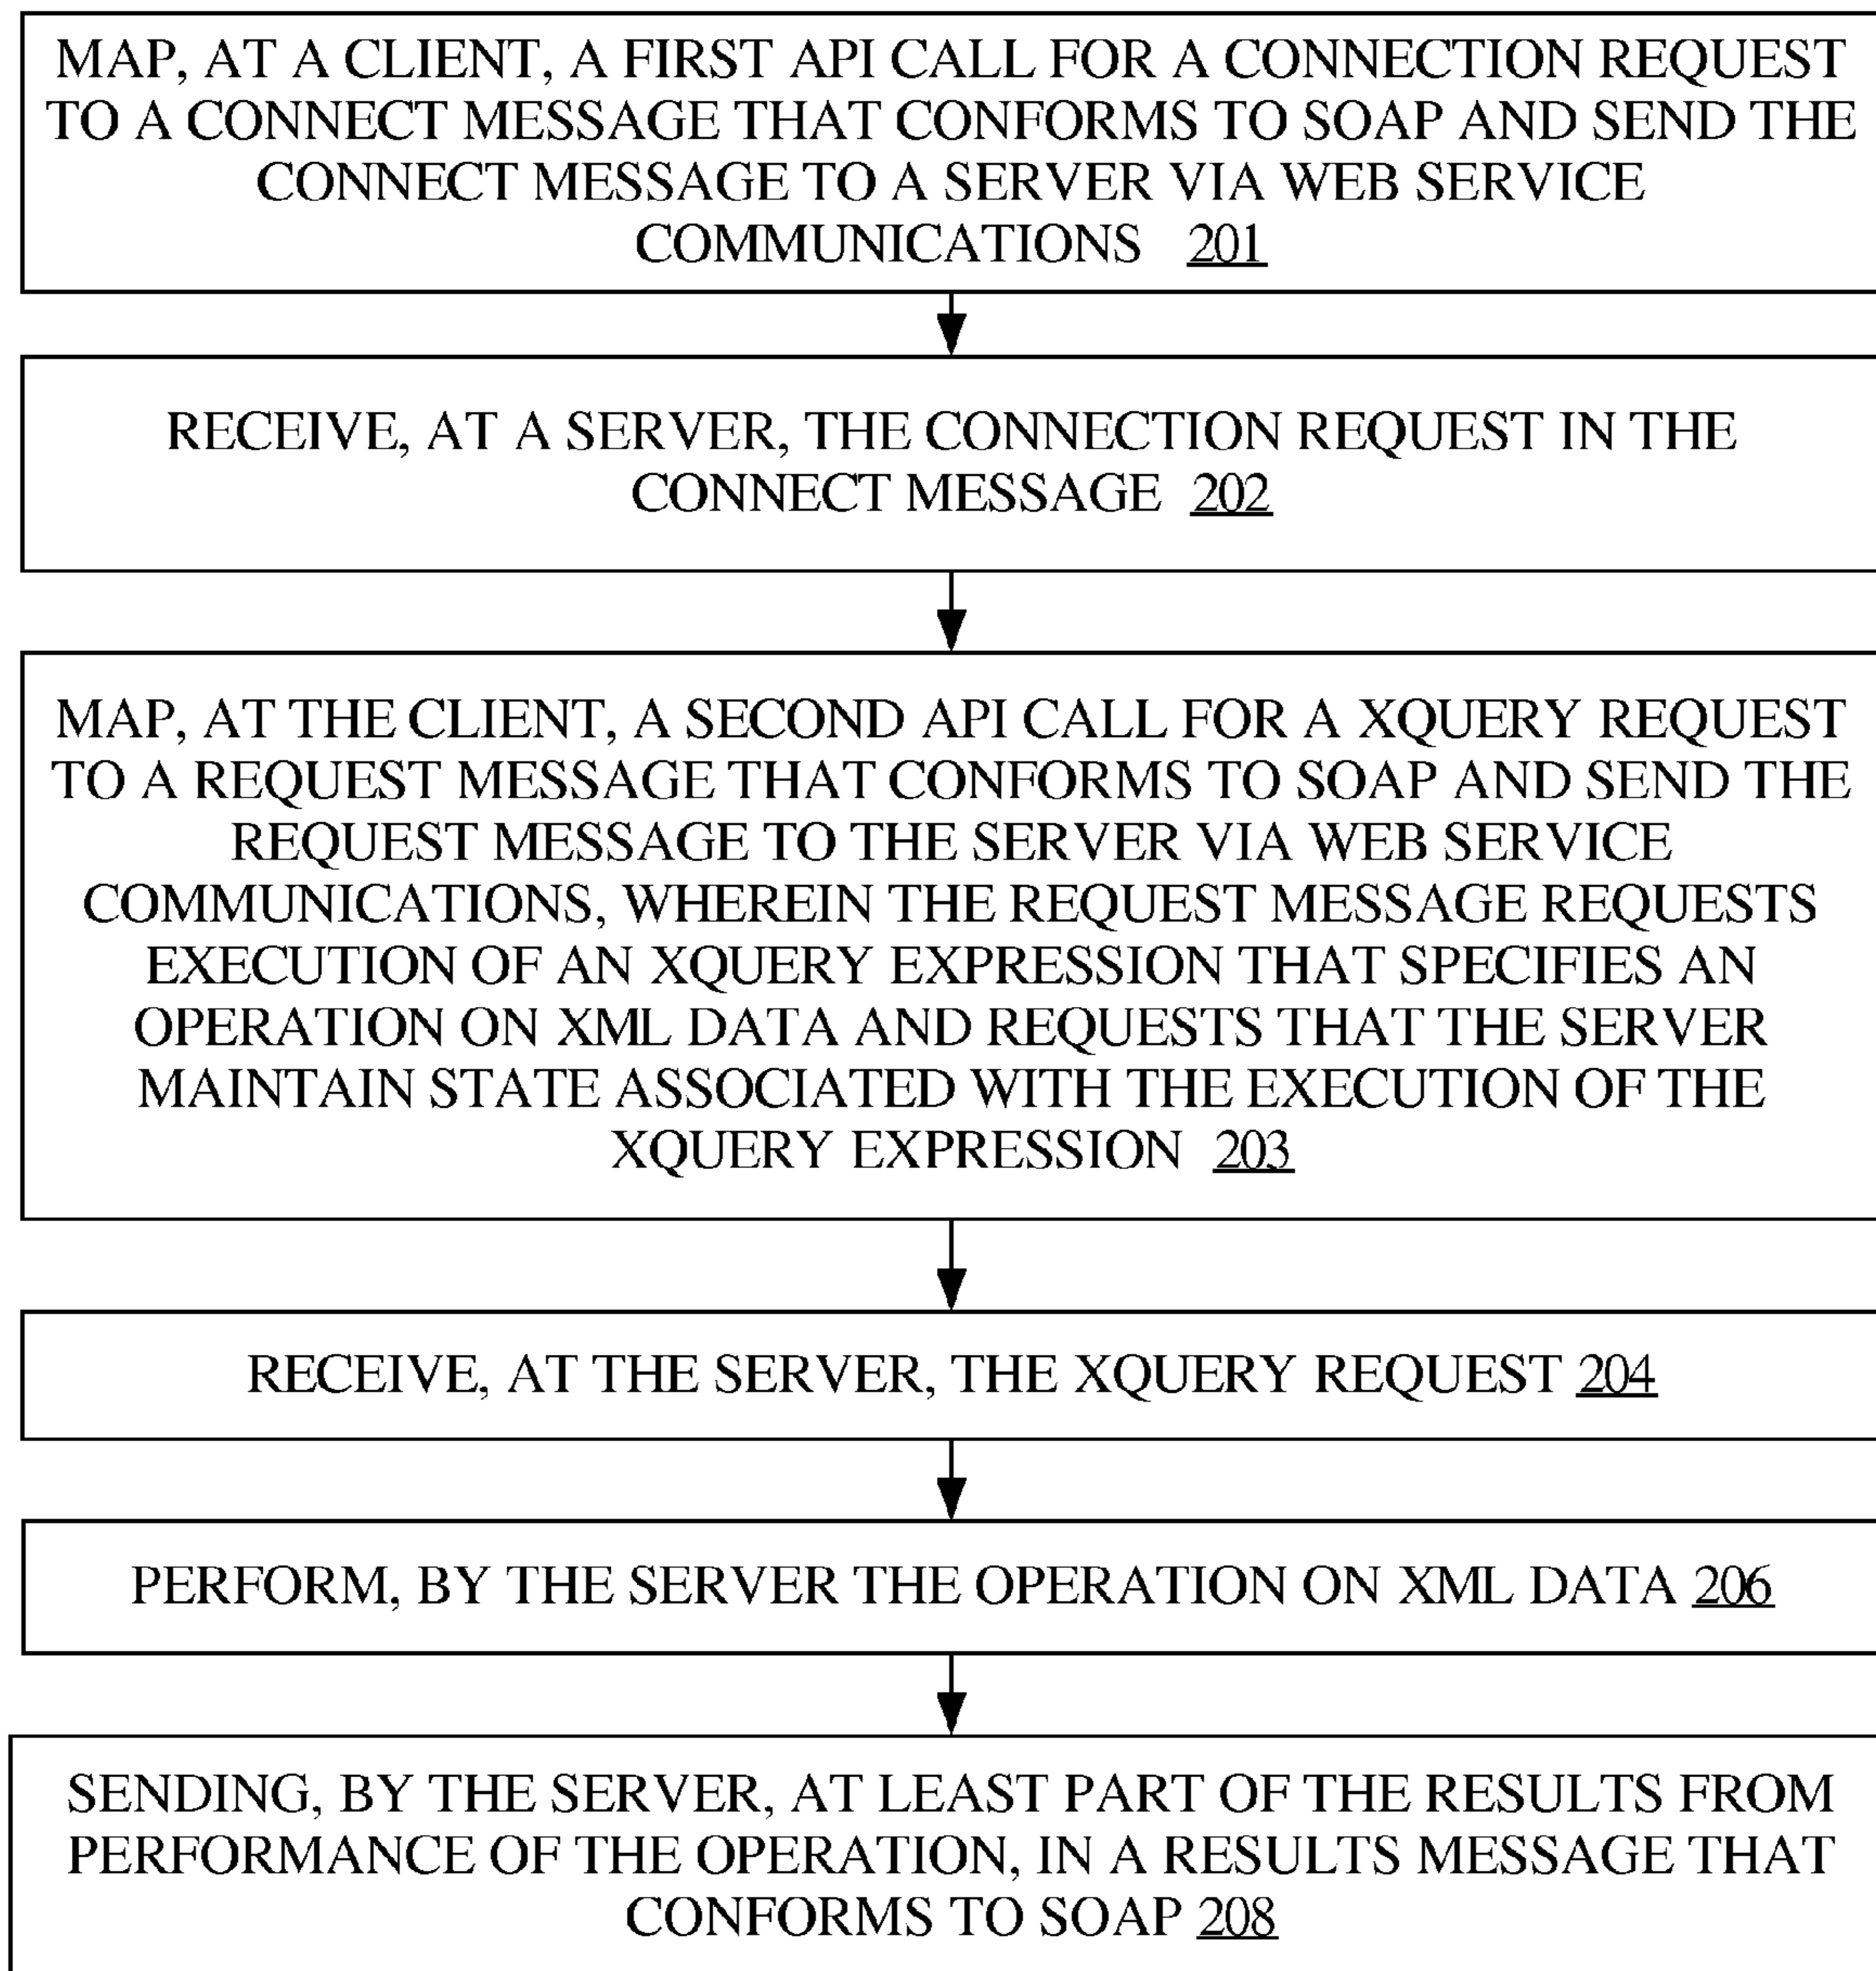 MAP, AT A CLIENT, A FIRST API CALL FOR A CONNECTION REQUEST
TO A CONNECT MESSAGE THAT CONFORMS TO SOAP AND SEND THE
CONNECT MESSAGE TO A SERVER VIA WEB SERVICE
COMMUNICATIONS 201
RECEIVE, AT A SERVER, THE CONNECTION REQUEST IN THE
CONNECT MESSAGE 202
MAP, AT THE CLIENT, A SECOND API CALL FOR A XQUERY REQUEST
TO A REQUEST MESSAGE THAT CONFORMS TO SOAP AND SEND THE
REQUEST MESSAGE TO THE SERVER VIA WEB SERVICE
COMMUNICATIONS, WHEREIN THE REQUEST MESSAGE REQUESTS
EXECUTION OF AN XQUERY EXPRESSION THAT SPECIFIES AN
OPERATION ON XML DATA AND REQUESTS THAT THE SERVER
MAINTAIN STATE ASSOCIATED WITH THE EXECUTION OF THE
XQUERY EXPRESSION 203
RECEIVE, AT THE SERVER, THE XQUERY REQUEST 204
PERFORM, BY THE SERVER THE OPERATION ON XML DATA 206
SENDING, BY THE SERVER, AT LEAST PART OF THE RESULTS FROM
PERFORMANCE OF THE OPERATION, IN A RESULTS MESSAGE THAT
CONFORMS TO SOAP 208